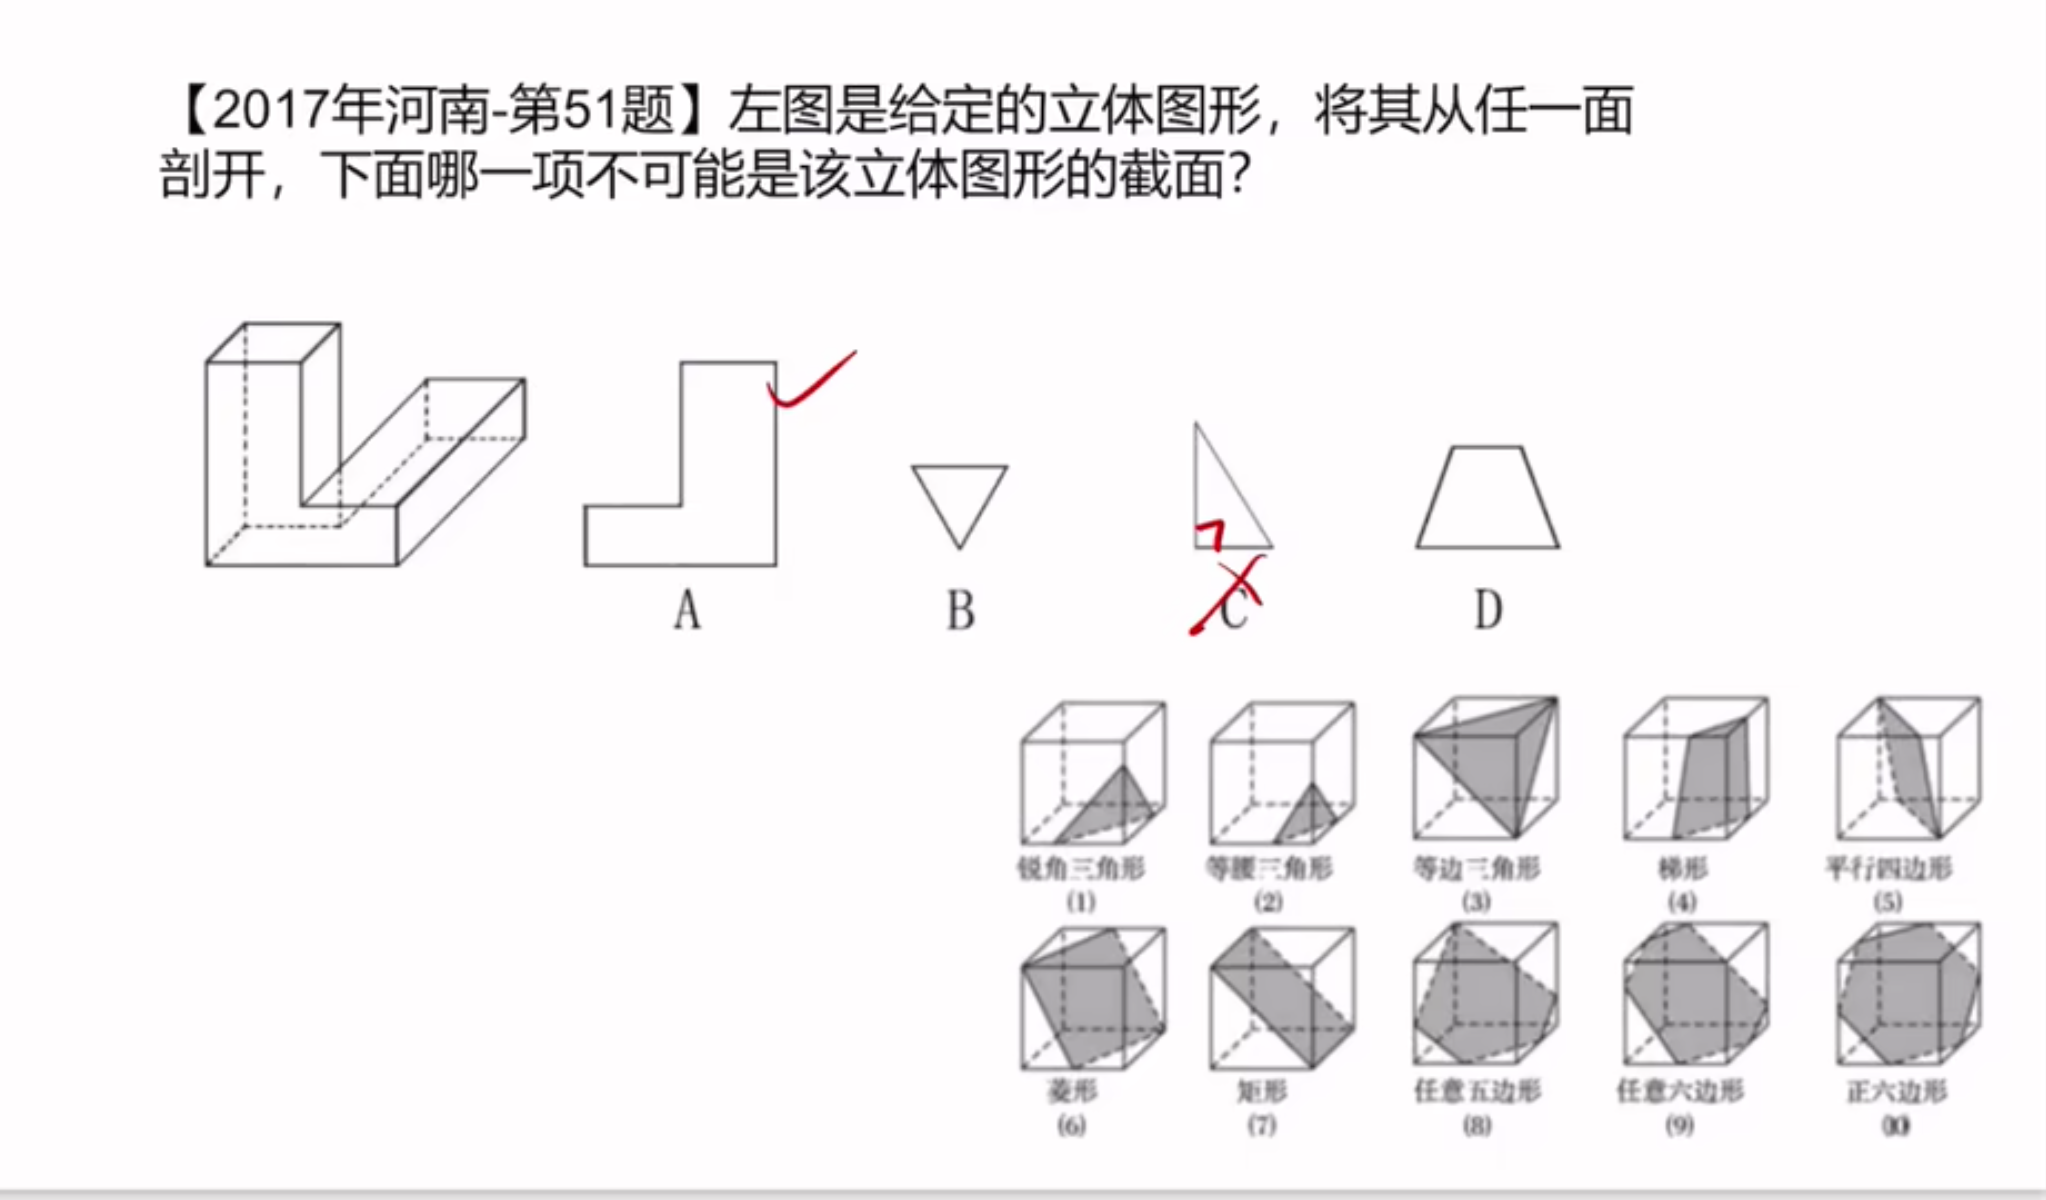 【2017年河南-第51题】左图是给定的立体图形，将其从任一面
剖开，下面哪一项不可能是该立体图形的截面？
A B C D
锐角三角形 等腰三角形 等边三角形 梯形 平行四边形
(1) (2) (3) (4) (5)
菱形 矩形 任意五边形 任意六边形 正六边形
(6) (7) (8) (9) (10)